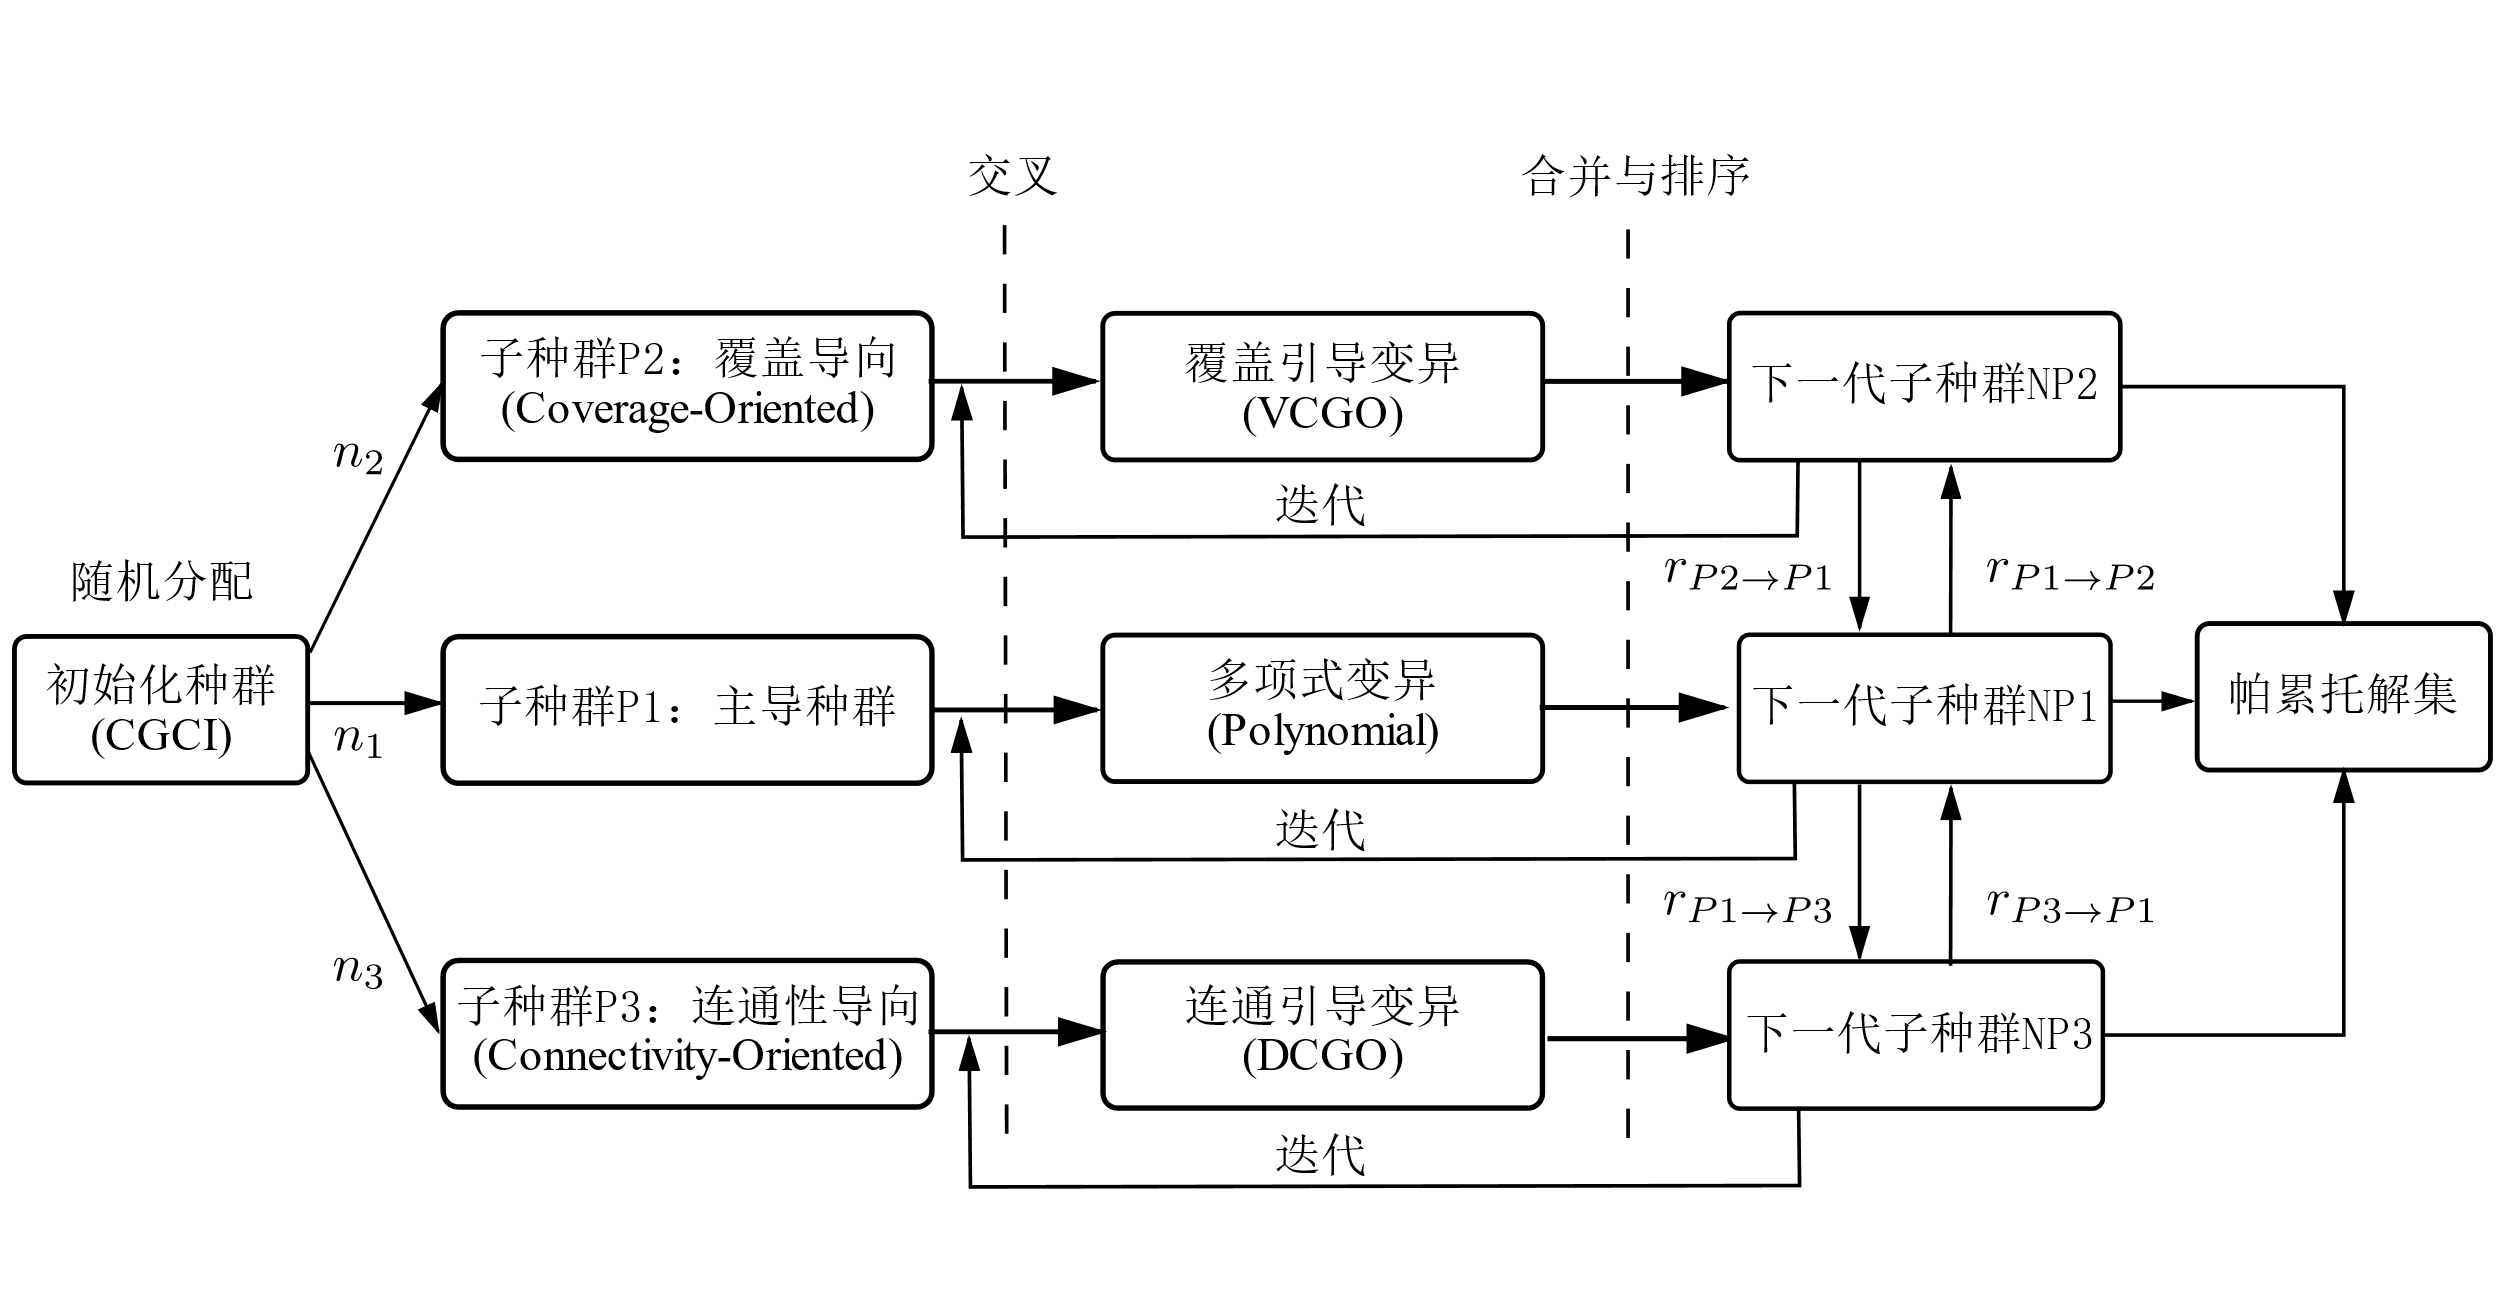 交叉
合并与排序
子种群P2：覆盖导向
(Coverage-Oriented)
覆盖引导变异
(VCGO)
下一代子种群NP2
n2
迭代
随机分配
rP2→P1
rP1→P2
初始化种群
(CGCI)
n1
子种群P1：主导种群
多项式变异
(Polynomial)
下一代子种群NP1
帕累托解集
迭代
rP1→P3
rP3→P1
n3
子种群P3：连通性导向
(Connectivity-Oriented)
连通引导变异
(DCGO)
下一代子种群NP3
迭代